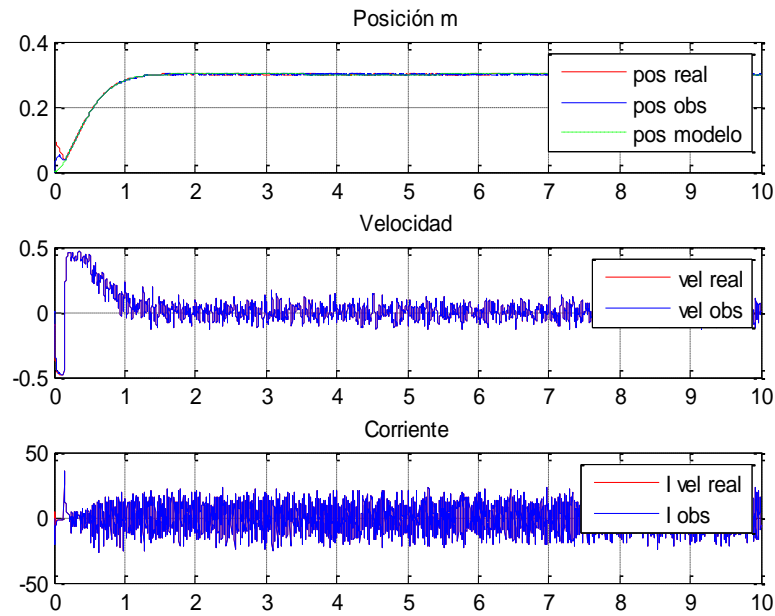 Posición m
0.4
0.2
0
pos real
pos obs
pos modelo
0 1 2 3 4 5 6 7 8 9 10
Velocidad
0.5
0
-0.5
vel real
vel obs
0 1 2 3 4 5 6 7 8 9 10
Corriente
50
0
-50
I vel real
I obs
0 1 2 3 4 5 6 7 8 9 10